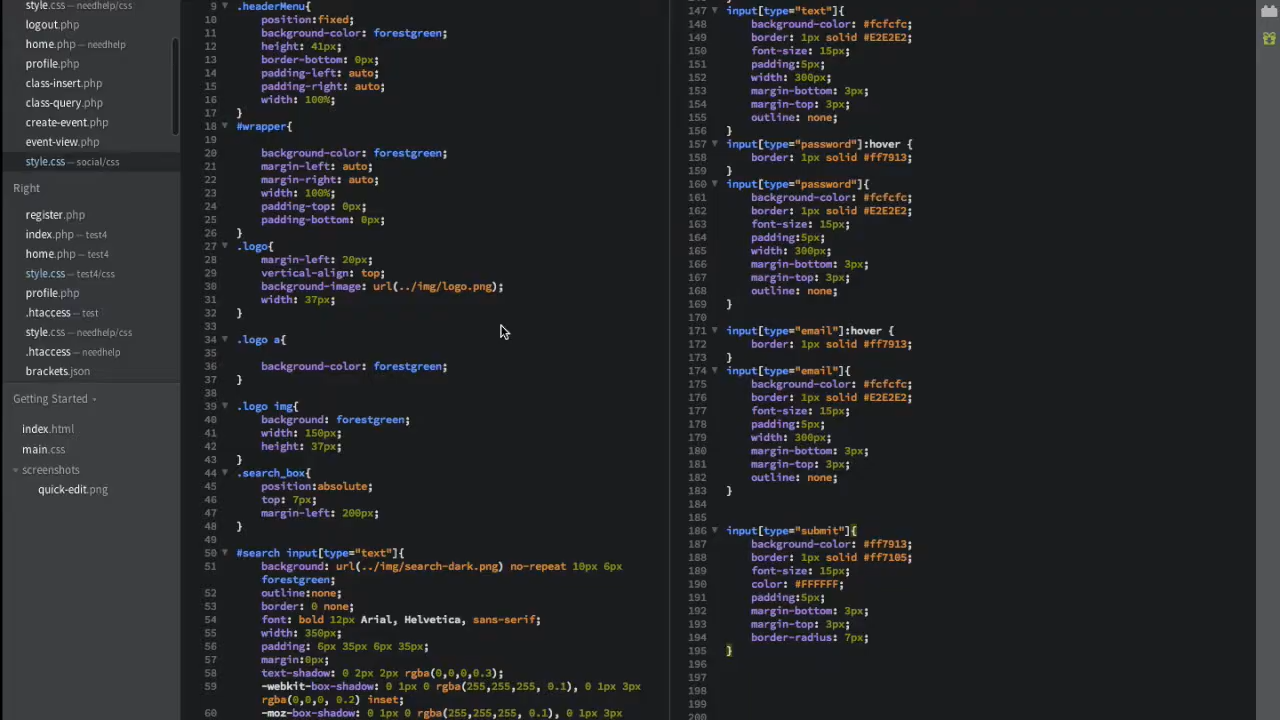 style.css — needhelp/css
logout.php
home.php — needhelp
profile.php
class-insert.php
class-query.php
create-event.php
event-view.php
style.css — social/css
Right
register.php
index.php — test4
home.php — test4
style.css — test4/css
profile.php
.htaccess — test
style.css — needhelp/css
.htaccess — needhelp
brackets.json
Getting Started
index.html
main.css
screenshots
quick-edit.png
9 .headerMenu{
10 position:fixed;
11 background-color: forestgreen;
12 height: 41px;
13 border-bottom: 0px;
14 padding-left: auto;
15 padding-right: auto;
16 width: 100%;
17 }
18 #wrapper{
19
20 background-color: forestgreen;
21 margin-left: auto;
22 margin-right: auto;
23 width: 100%;
24 padding-top: 0px;
25 padding-bottom: 0px;
26 }
27 .logo{
28 margin-left: 20px;
29 vertical-align: top;
30 background-image: url(../img/logo.png);
31 width: 37px;
32 }
33
34 .logo a{
35
36 background-color: forestgreen;
37 }
38
39 .logo img{
40 background: forestgreen;
41 width: 150px;
42 height: 37px;
43 }
44 .search_box{
45 position:absolute;
46 top: 7px;
47 margin-left: 200px;
48 }
49
50 #search input[type="text"]{
51 background: url(../img/search-dark.png) no-repeat 10px 6px
forestgreen;
52 outline:none;
53 border: 0 none;
54 font: bold 12px Arial, Helvetica, sans-serif;
55 width: 350px;
56 padding: 6px 35px 6px 35px;
57 margin:0px;
58 text-shadow: 0 2px 2px rgba(0,0,0,0.3);
59 -webkit-box-shadow: 0 1px 0 rgba(255,255,255, 0.1), 0 1px 3px
rgba(0,0,0, 0.2) inset;
60 -moz-box-shadow: 0 1px 0 rgba(255,255,255, 0.1), 0 1px 3px
147 input[type="text"]{
148 background-color: #fcfcfc;
149 border: 1px solid #E2E2E2;
150 font-size: 15px;
151 padding:5px;
152 width: 300px;
153 margin-bottom: 3px;
154 margin-top: 3px;
155 outline: none;
156 }
157 input[type="password"]:hover {
158 border: 1px solid #ff7913;
159 }
160 input[type="password"]{
161 background-color: #fcfcfc;
162 border: 1px solid #E2E2E2;
163 font-size: 15px;
164 padding:5px;
165 width: 300px;
166 margin-bottom: 3px;
167 margin-top: 3px;
168 outline: none;
169 }
170
171 input[type="email"]:hover {
172 border: 1px solid #ff7913;
173 }
174 input[type="email"]{
175 background-color: #fcfcfc;
176 border: 1px solid #E2E2E2;
177 font-size: 15px;
178 padding:5px;
179 width: 300px;
180 margin-bottom: 3px;
181 margin-top: 3px;
182 outline: none;
183 }
184
185
186 input[type="submit"]{
187 background-color: #ff7913;
188 border: 1px solid #ff7105;
189 font-size: 15px;
190 color: #FFFFFF;
191 padding:5px;
192 margin-bottom: 3px;
193 margin-top: 3px;
194 border-radius: 7px;
195 }
196
197
198
199
200